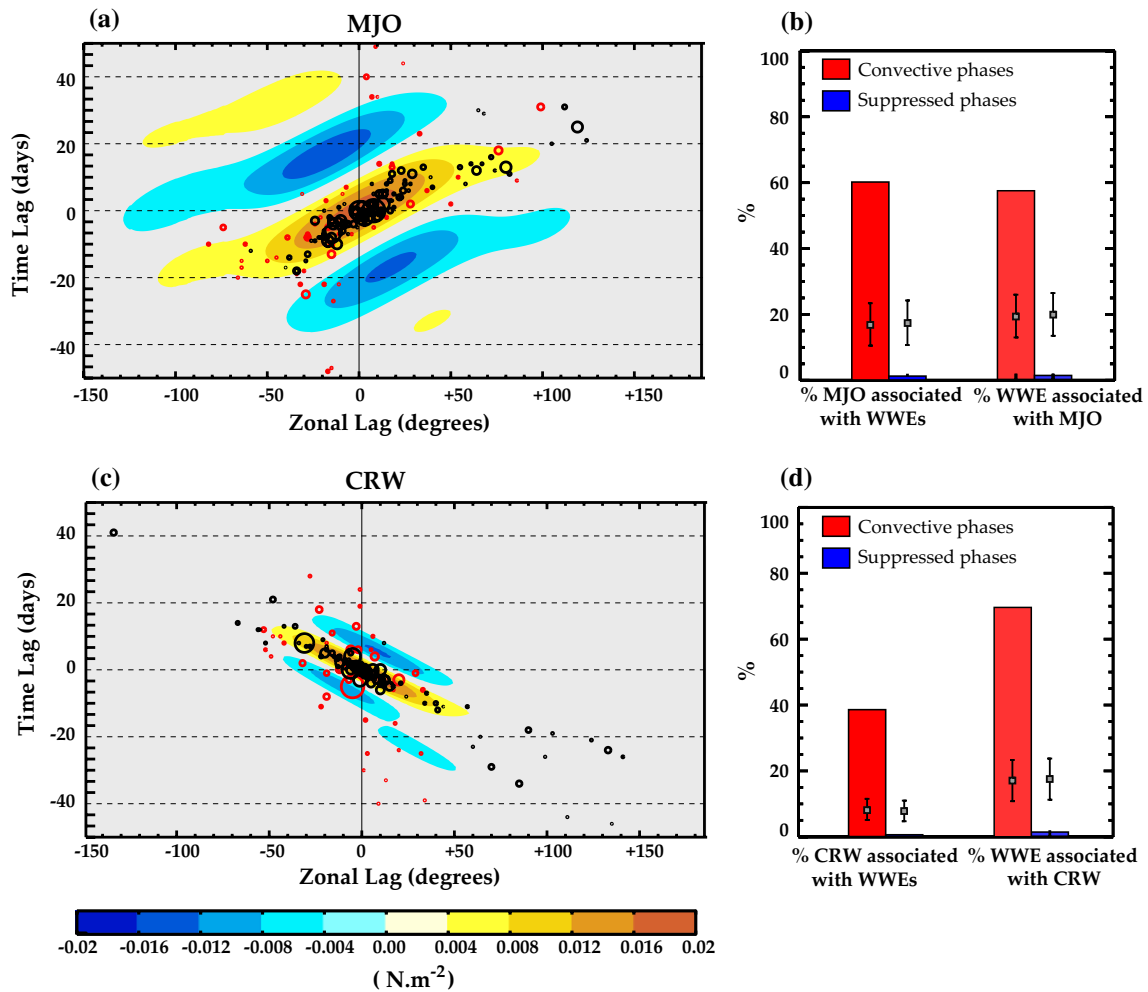 (a)
MJO
40
20
0
-20
-40
Time Lag (days)
-150
-100
-50
0
+50
+100
+150
Zonal Lag (degrees)
(b)
100
80
60
40
20
0
%
Convective phases
Suppressed phases
% MJO associated
with WWEs
% WWE associated
with MJO
(c)
CRW
40
20
0
-20
-40
Time Lag (days)
-150
-100
-50
0
+50
+100
+150
Zonal Lag (degrees)
(d)
100
80
60
40
20
0
%
Convective phases
Suppressed phases
% CRW associated
with WWEs
% WWE associated
with CRW
-0.02 -0.016 -0.012 -0.008 -0.004 0.00 0.004 0.008 0.012 0.016 0.02
( N.m-2)